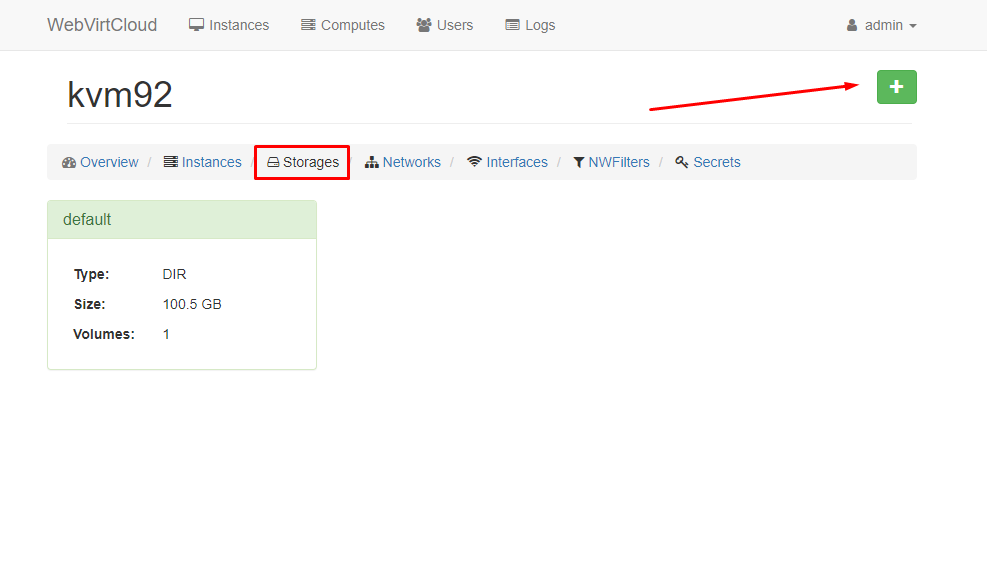 WebVirtCloud Instances Computes Users Logs admin
kvm92
Overview / Instances / Storages / Networks / Interfaces / NWFilters / Secrets
default
Type: DIR
Size: 100.5 GB
Volumes: 1